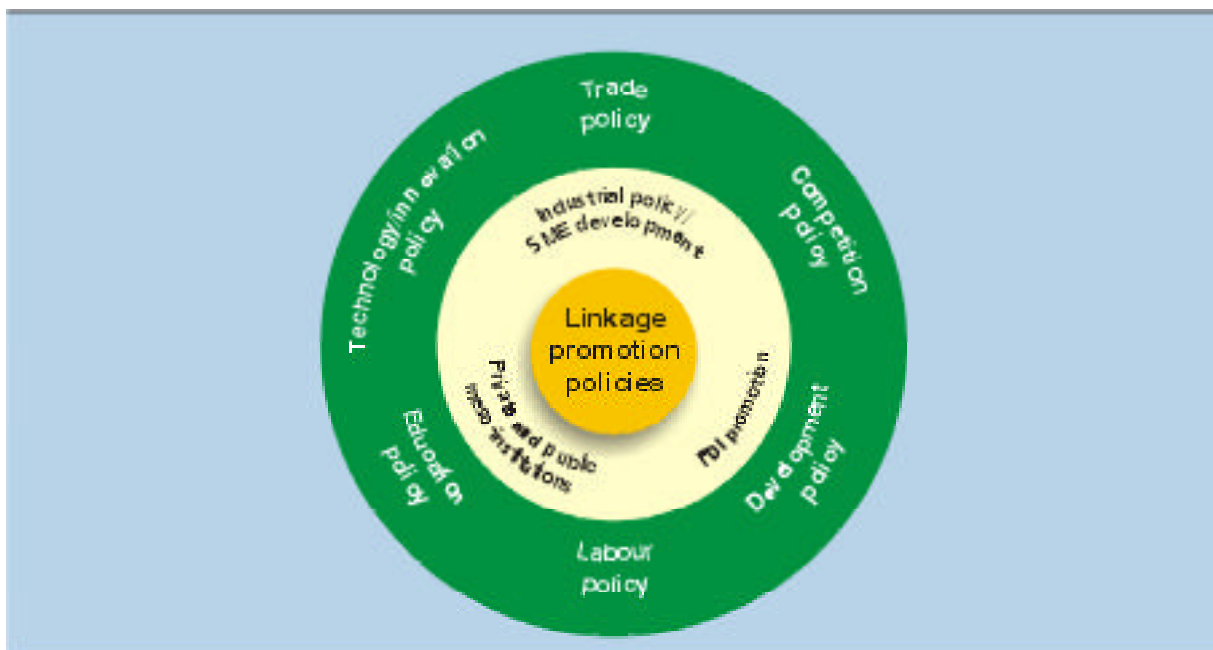 Trade
policy
Competition
policy
Development
policy
Labour
policy
Education
policy
Technology/innovation
policy
Industrial policy/
SME development
FDI promotion
Private and public
meso-institutions
Linkage
promotion
policies